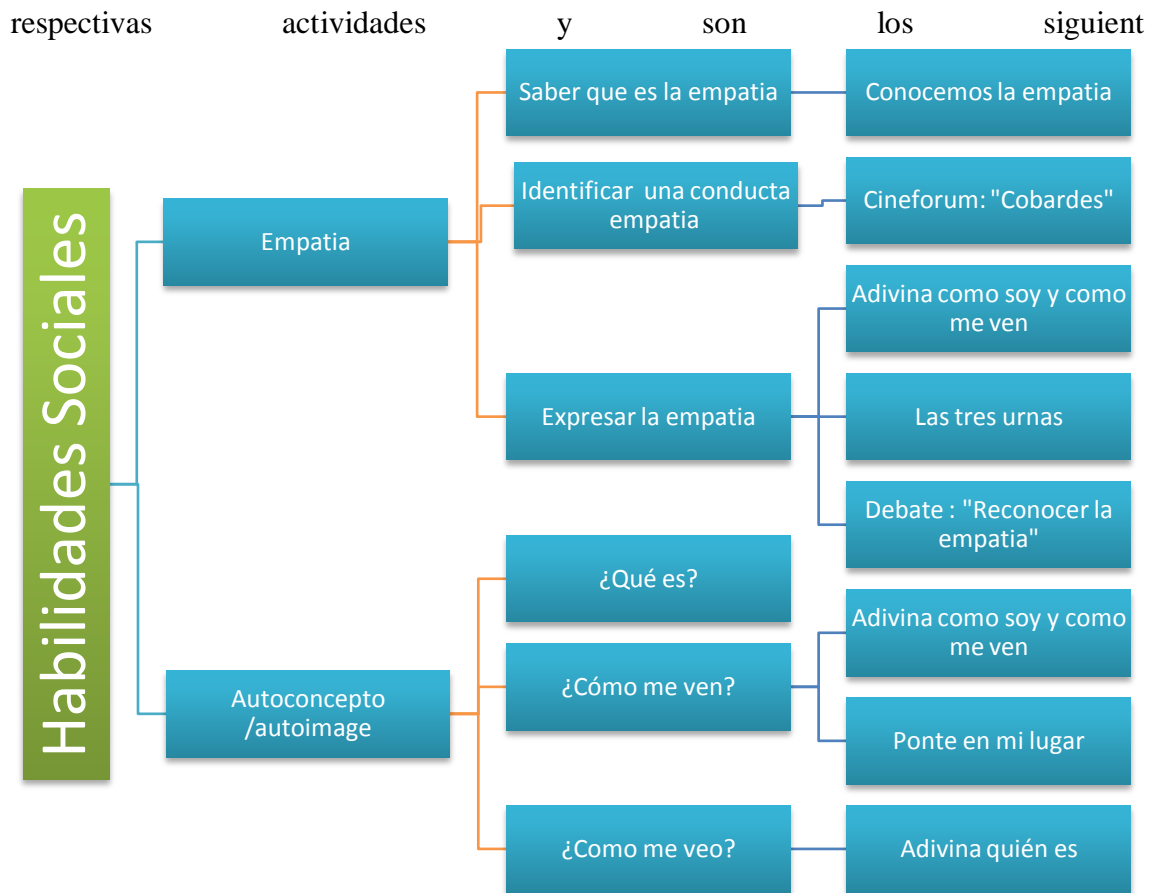 respectivas actividades y son los siguient
Habilidades Sociales
Empatia
Saber que es la empatia
Conocemos la empatia
Identificar una conducta
empatia
Cineforum: "Cobardes"
Expresar la empatia
Adivina como soy y como
me ven
Las tres urnas
Debate : "Reconocer la
empatia"
Autoconcepto
/autoimage
¿Qué es?
¿Cómo me ven?
Adivina como soy y como
me ven
Ponte en mi lugar
¿Como me veo?
Adivina quién es